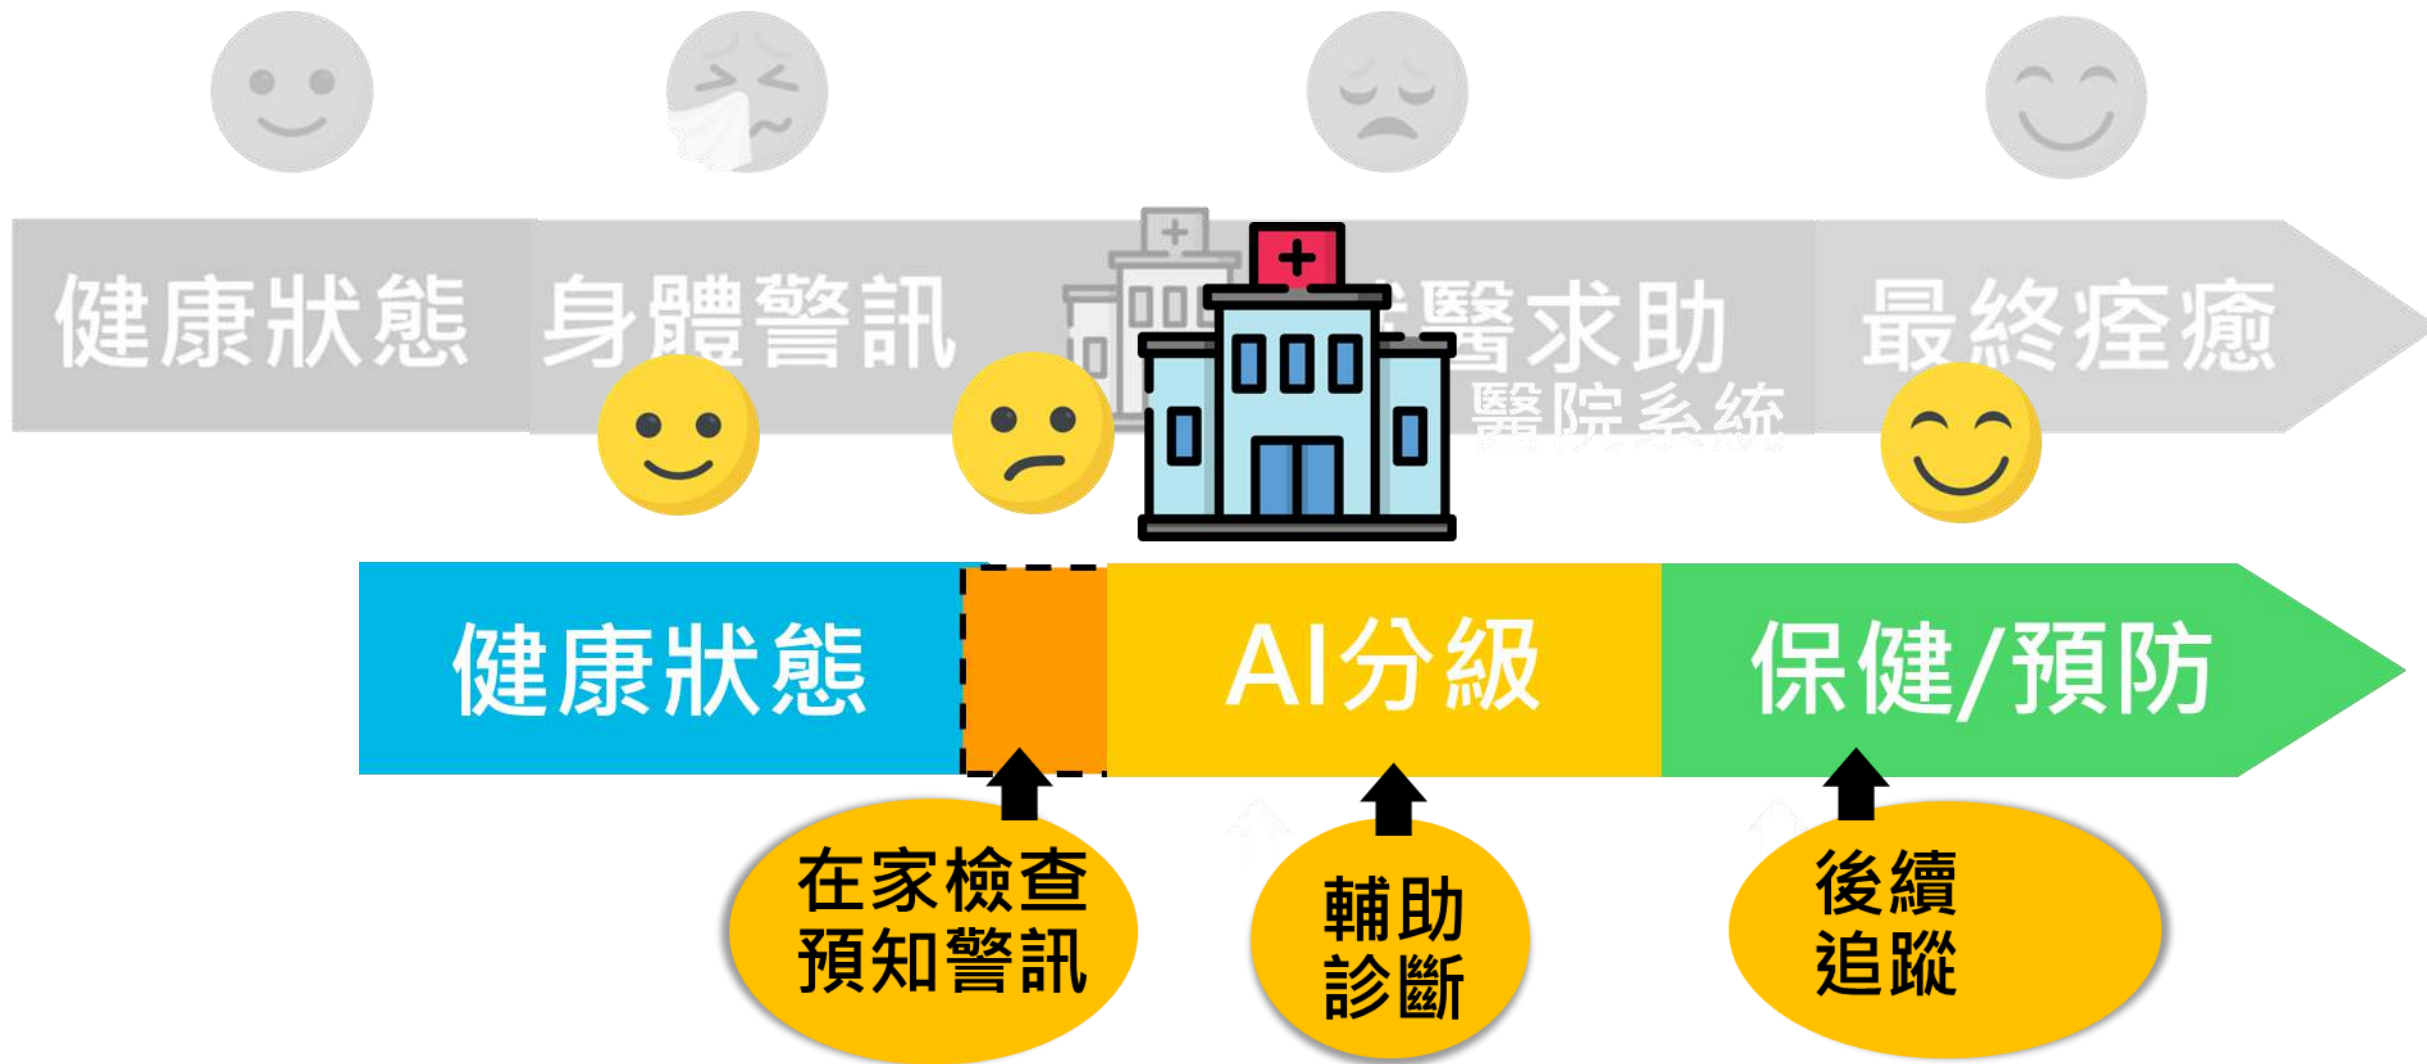 健康狀態
身體警訊
醫求助
最終痊癒
醫院系統
健康狀態
AI分級
保健/預防
在家檢查
預知警訊
輔助
診斷
後續
追蹤